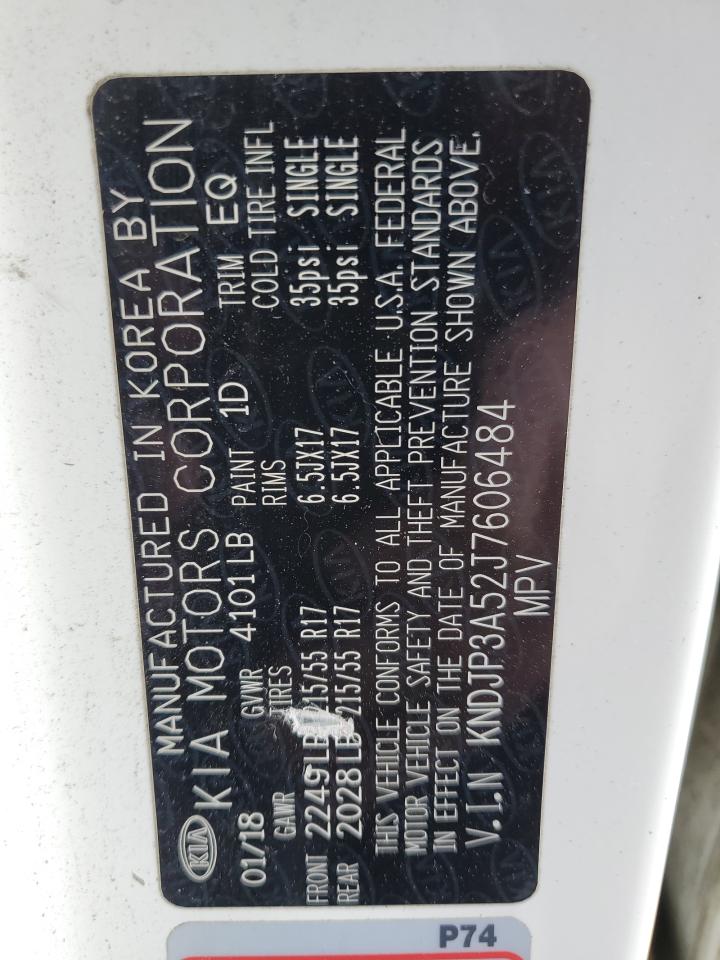 MANUFACTURED IN KOREA BY
KIA KIA MOTORS CORPORATION
01/18 GVWR 4101LB PAINT 1D TRIM EQ
GAWR TIRES RIMS COLD TIRE INFL
FRONT 2249 LB 215/55 R17 6.5JX17 35psi SINGLE
REAR 2028LB 215/55 R17 6.5JX17 35psi SINGLE
THIS VEHICLE CONFORMS TO ALL APPLICABLE U.S.A. FEDERAL
MOTOR VEHICLE SAFETY AND THEFT PREVENTION STANDARDS
IN EFFECT ON THE DATE OF MANUFACTURE SHOWN ABOVE.
V.I.N KNDJP3A52J7606484
MPV
P74